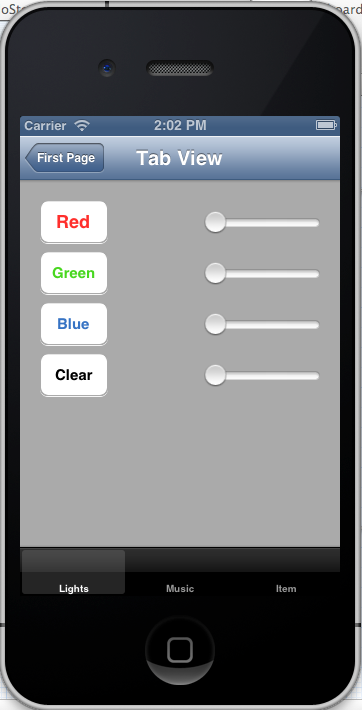 Carrier 2:02 PM
First Page Tab View
Red
Green
Blue
Clear
Lights Music Item